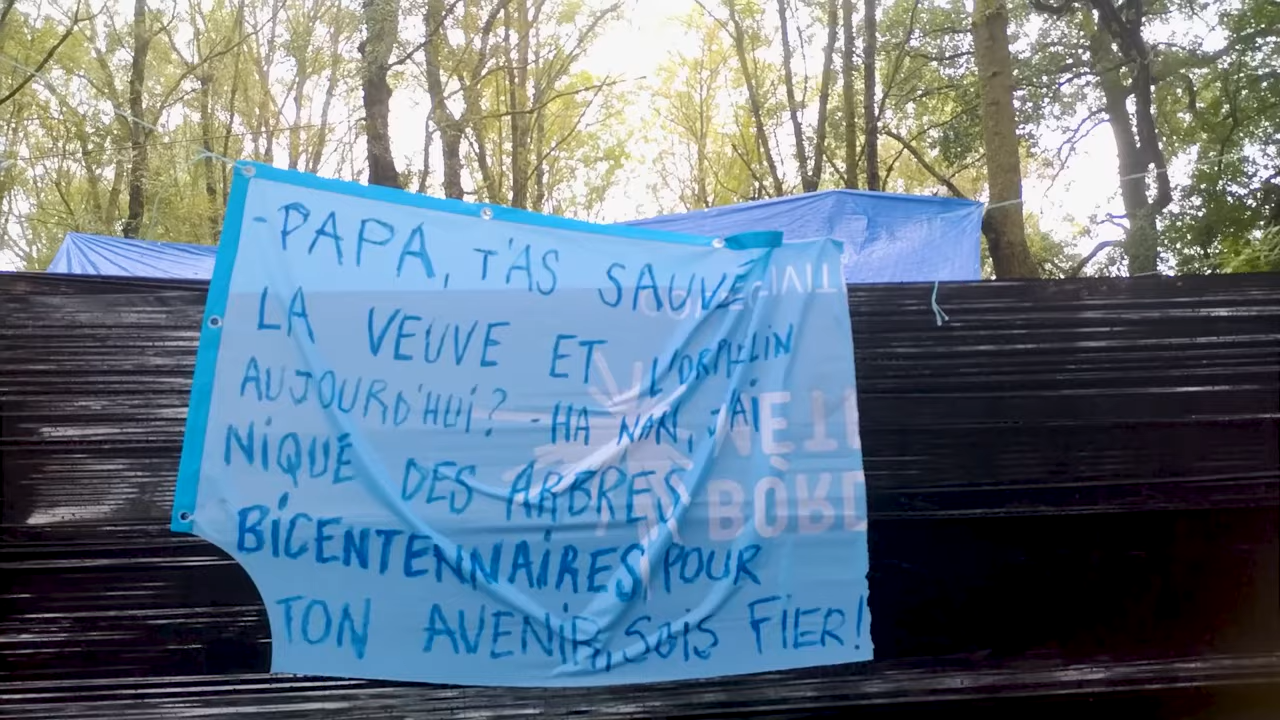 -PAPA, T'AS SAUVÉ
LA VEUVE ET L'ORPHELIN
AUJOURD'HUI? -HA NAN, J'AI
NiQUÉ DES ARBRES
BiCENTENNAiRES POUR
TON AVENiR, SOiS FiER!